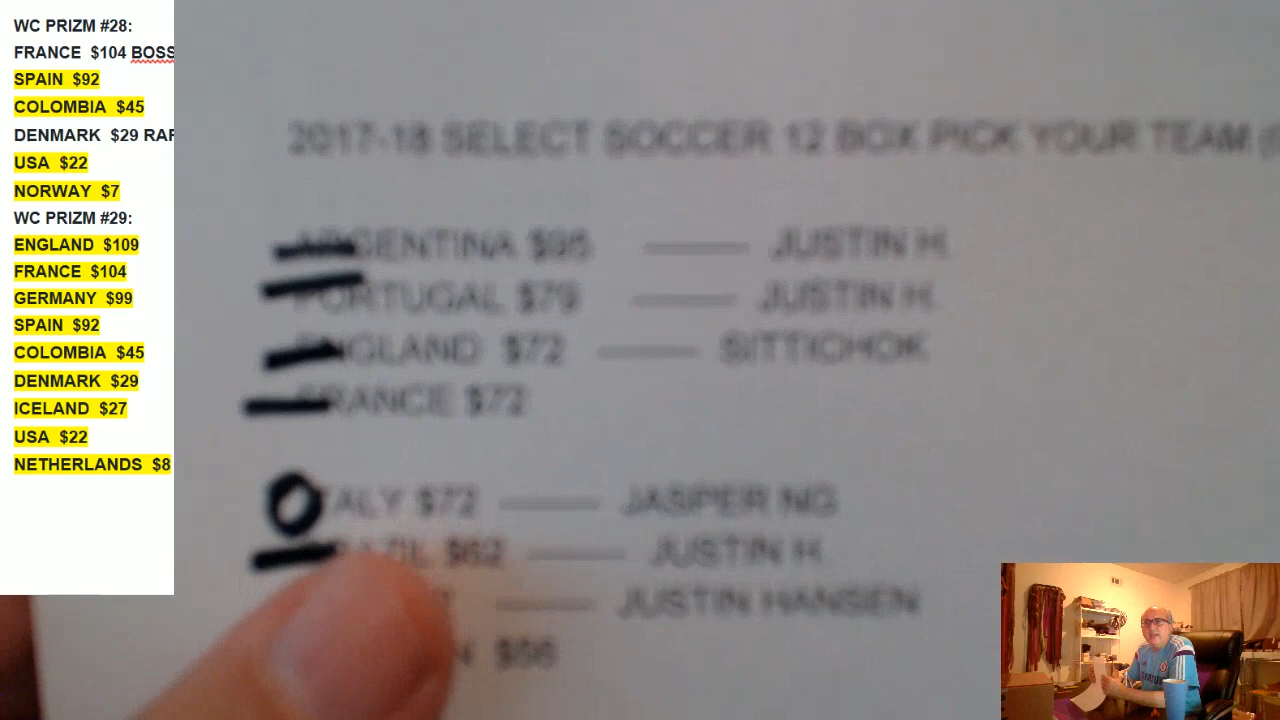 WC PRIZM #28:
FRANCE $104 BOSS
SPAIN $92
COLOMBIA $45
DENMARK $29 RAF
USA $22
NORWAY $7
WC PRIZM #29:
ENGLAND $109
FRANCE $104
GERMANY $99
SPAIN $92
COLOMBIA $45
DENMARK $29
ICELAND $27
USA $22
NETHERLANDS $8
2017-18 SELECT SOCCER 12 BOX PICK YOUR TEAM (
ARGENTINA $95 ——— JUSTIN H.
PORTUGAL $79 ——— JUSTIN H.
ENGLAND $72 ——— SITTICHOK
FRANCE $72
ITALY $72 ——— JASPER NG
BRAZIL $62 ——— JUSTIN H.
——— JUSTIN HANSEN
N $56